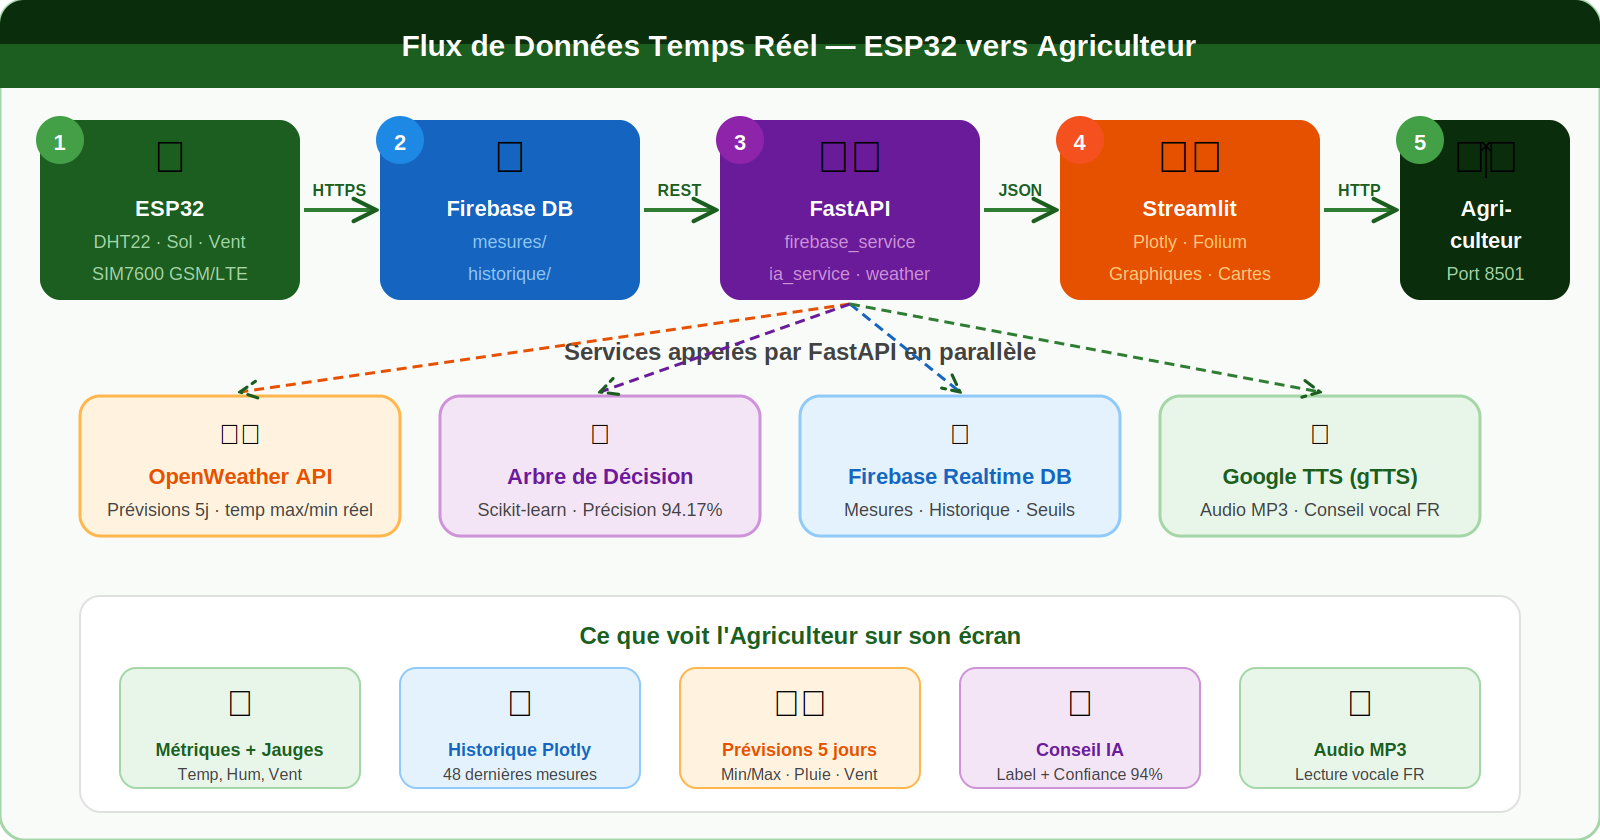 Flux de Données Temps Réel — ESP32 vers Agriculteur
1
ESP32
DHT22 · Sol · Vent
SIM7600 GSM/LTE
HTTPS
2
Firebase DB
mesures/
historique/
REST
3
FastAPI
firebase_service
ia_service · weather
JSON
4
Streamlit
Plotly · Folium
Graphiques · Cartes
HTTP
5
Agri-
culteur
Port 8501
Services appelés par FastAPI en parallèle
OpenWeather API
Prévisions 5j · temp max/min réel
Arbre de Décision
Scikit-learn · Précision 94.17%
Firebase Realtime DB
Mesures · Historique · Seuils
Google TTS (gTTS)
Audio MP3 · Conseil vocal FR
Ce que voit l'Agriculteur sur son écran
Métriques + Jauges
Temp, Hum, Vent
Historique Plotly
48 dernières mesures
Prévisions 5 jours
Min/Max · Pluie · Vent
Conseil IA
Label + Confiance 94%
Audio MP3
Lecture vocale FR